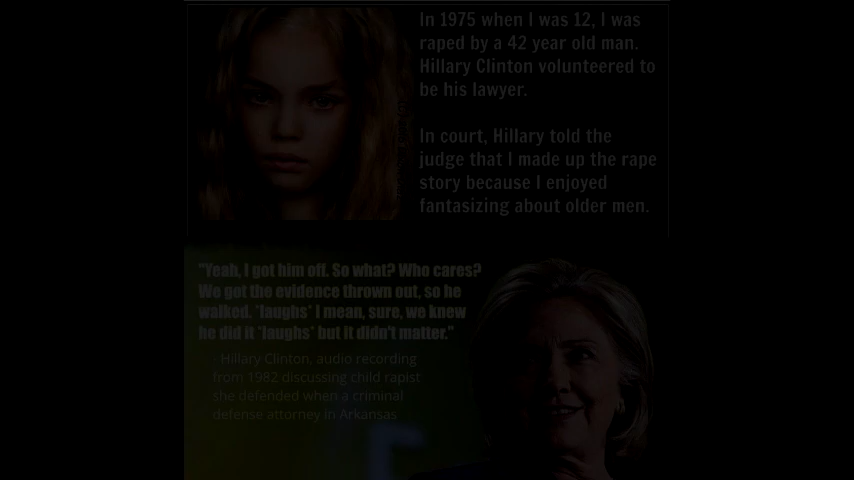 In 1975 when I was 12, I was
raped by a 42 year old man.
Hillary Clinton volunteered to
be his lawyer.
In court, Hillary told the
judge that I made up the rape
story because I enjoyed
fantasizing about older men.
"Yeah, I got him off. So what? Who cares?
We got the evidence thrown out, so he
walked. *laughs* I mean, sure, we knew
he did it *laughs* but it didn't matter."
- Hillary Clinton, audio recording
from 1982 discussing child rapist
she defended when a criminal
defense attorney in Arkansas